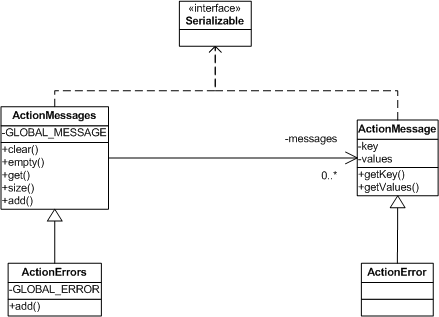 «interface»
Serializable
ActionMessages
-GLOBAL_MESSAGE
+clear()
+empty()
+get()
+size()
+add()
-messages
0..*
ActionMessage
-key
-values
+getKey()
+getValues()
ActionErrors
-GLOBAL_ERROR
+add()
ActionError